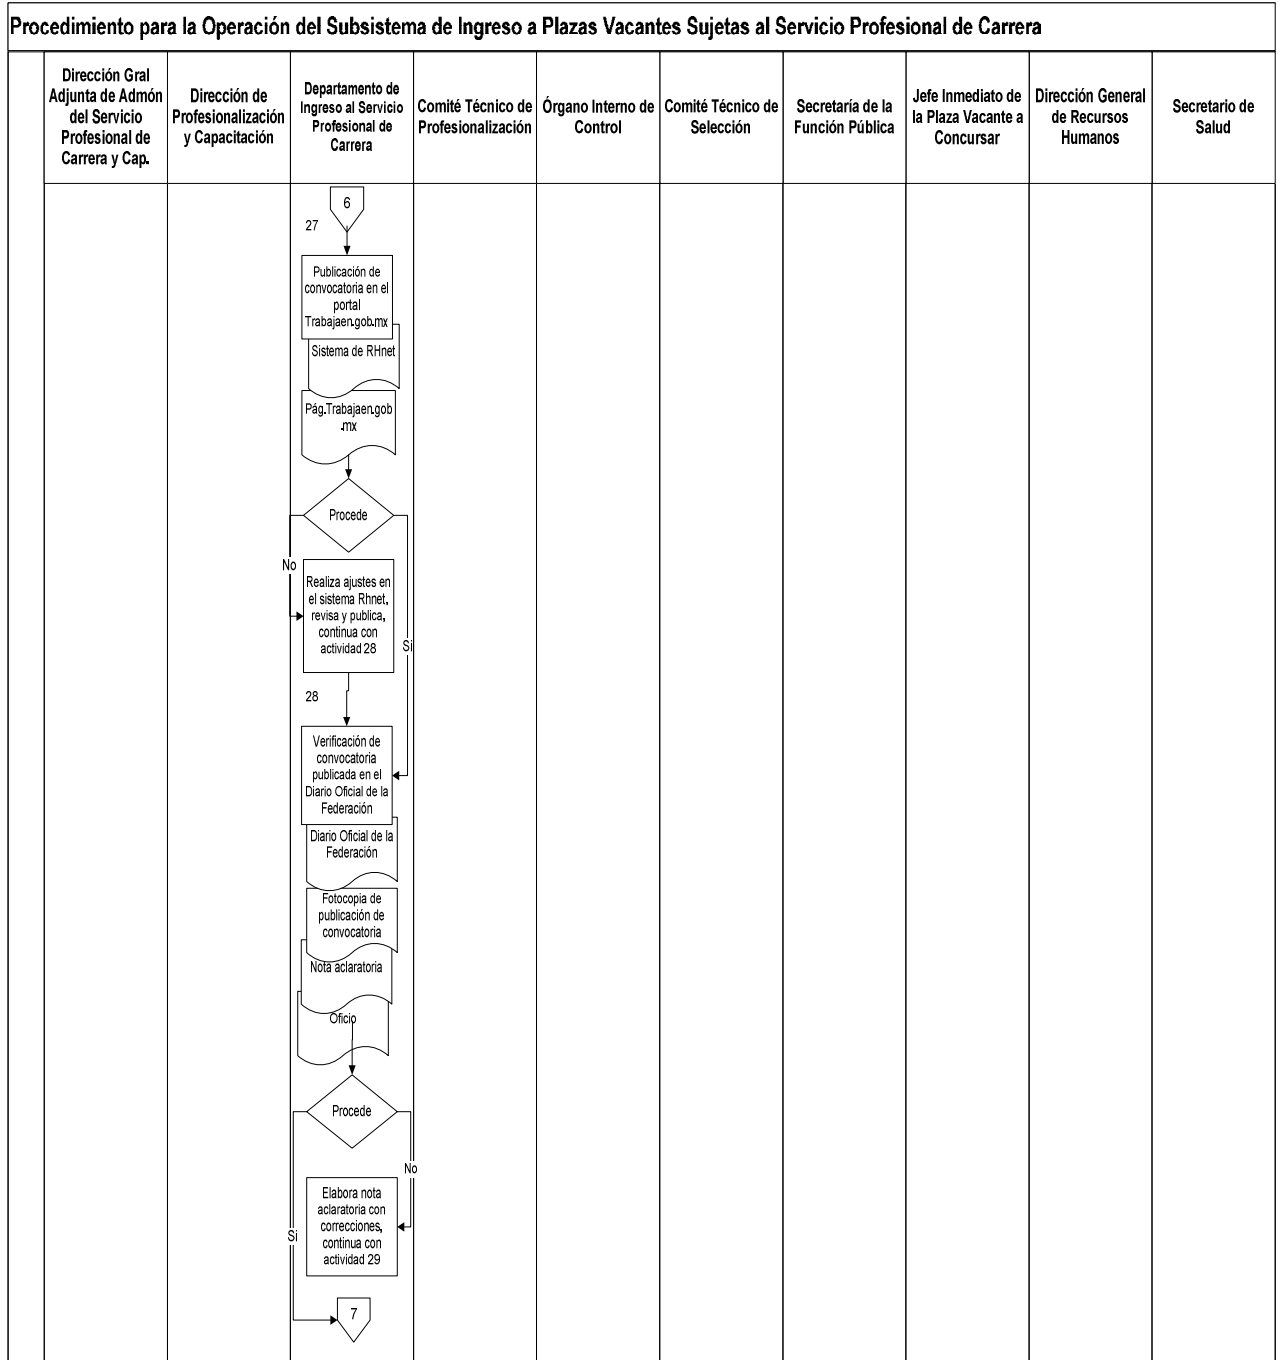 Procedimiento para la Operación del Subsistema de Ingreso a Plazas Vacantes Sujetas al Servicio Profesional de Carrera
Dirección Gral
Adjunta de Admón
del Servicio
Profesional de
Carrera y Cap.
Dirección de
Profesionalización
y Capacitación
Departamento de
Ingreso al Servicio
Profesional de
Carrera
Comité Técnico de
Profesionalización
Órgano Interno de
Control
Comité Técnico de
Selección
Secretaría de la
Función Pública
Jefe Inmediato de
la Plaza Vacante a
Concursar
Dirección General
de Recursos
Humanos
Secretario de
Salud
6
27
Publicación de
convocatoria en el
portal
Trabajaen.gob.mx
Sistema de RHnet
Pág.Trabajaen.gob
.mx
Procede
No
Realiza ajustes en
el sistema Rhnet,
revisa y publica,
continua con
actividad 28
Si
28
Verificación de
convocatoria
publicada en el
Diario Oficial de la
Federación
Diario Oficial de la
Federación
Fotocopia de
publicación de
convocatoria
Nota aclaratoria
Oficio
Procede
No
Elabora nota
aclaratoria con
correcciones,
continua con
actividad 29
Si
7